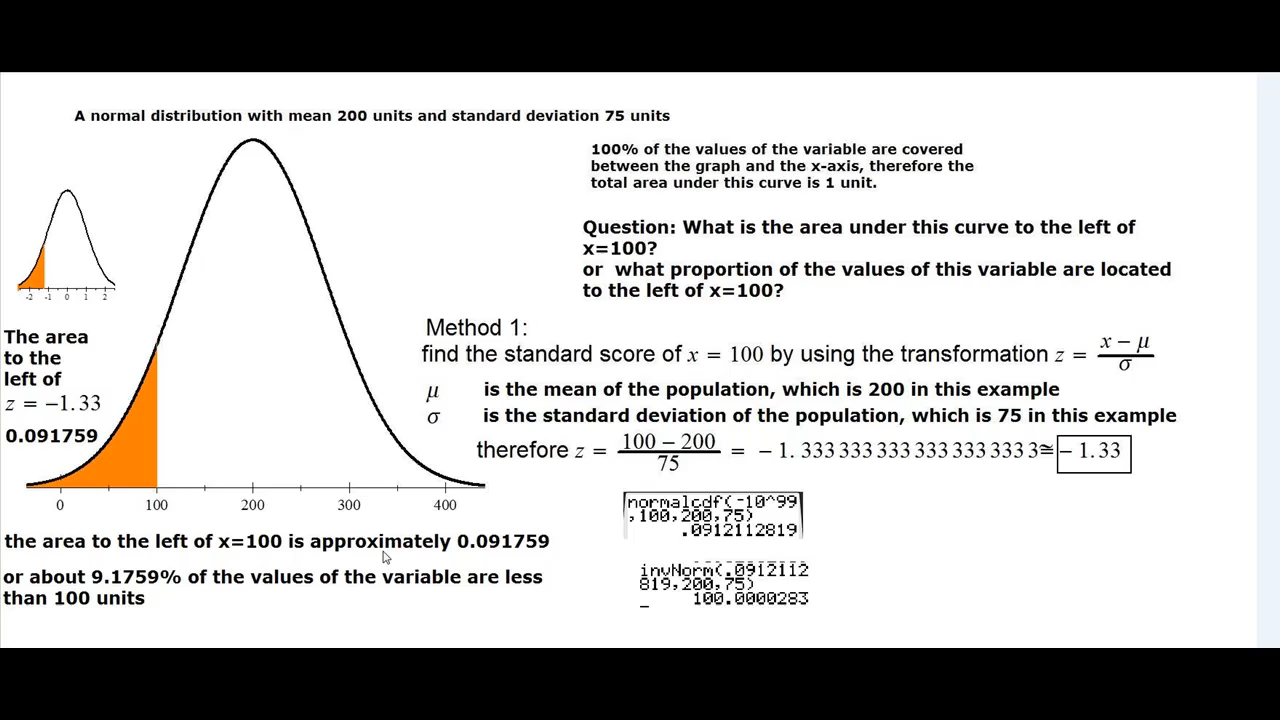 A normal distribution with mean 200 units and standard deviation 75 units
100% of the values of the variable are covered
between the graph and the x-axis, therefore the
total area under this curve is 1 unit.
Question: What is the area under this curve to the left of
x=100?
or what proportion of the values of this variable are located
to the left of x=100?
-2 -1 0 1 2
The area
to the
left of
z = −1.33
0.091759
Method 1:
find the standard score of x = 100 by using the transformation z = (x − μ)/σ
μ is the mean of the population, which is 200 in this example
σ is the standard deviation of the population, which is 75 in this example
therefore z = (100 − 200)/75 = − 1. 333 333 333 333 333 333 3≅ − 1.33
0 100 200 300 400
normalcdf(-10^99
,100,200,75)
.0912112819
the area to the left of x=100 is approximately 0.091759
or about 9.1759% of the values of the variable are less
than 100 units
invNorm(.0912112
819,200,75)
100.0000283